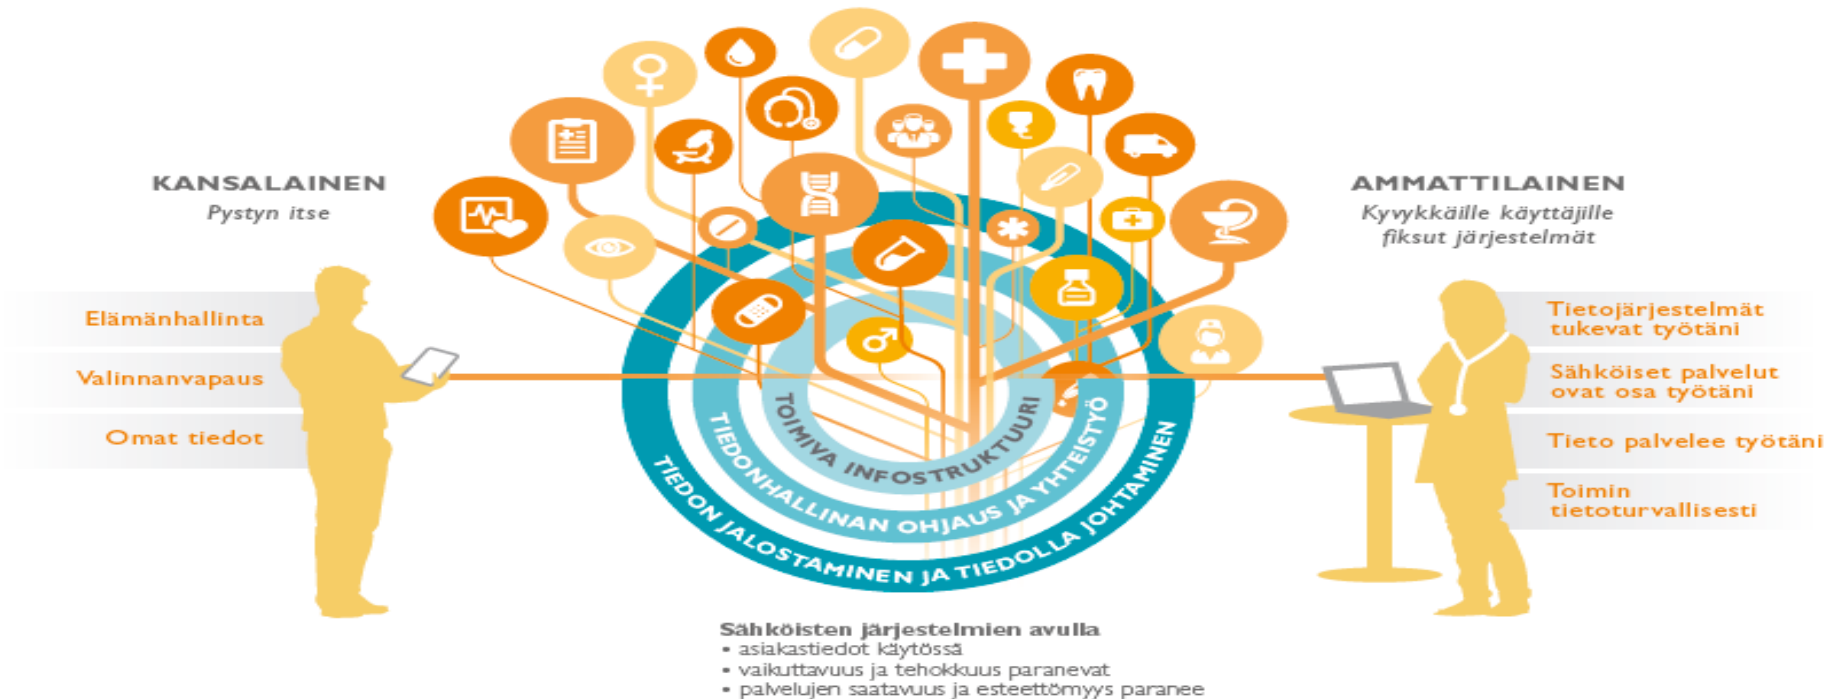 KANSALAINEN
Pystyn itse
Elämänhallinta
Valinnanvapaus
Omat tiedot
TOIMIVA INFOSTRUKTUURI
TIEDONHALLINAN OHJAUS JA YHTEISTYÖ
TIEDON JALOSTAMINEN JA TIEDOLLA JOHTAMINEN
AMMATTILAINEN
Kyvykkäille käyttäjille
fiksut järjestelmät
Tietojärjestelmät
tukevat työtäni
Sähköiset palvelut
ovat osa työtäni
Tieto palvelee työtäni
Toimin
tietoturvallisesti
Sähköisten järjestelmien avulla
• asiakastiedot käytössä
• vaikuttavuus ja tehokkuus paranevat
• palvelujen saatavuus ja esteettömyys paranee